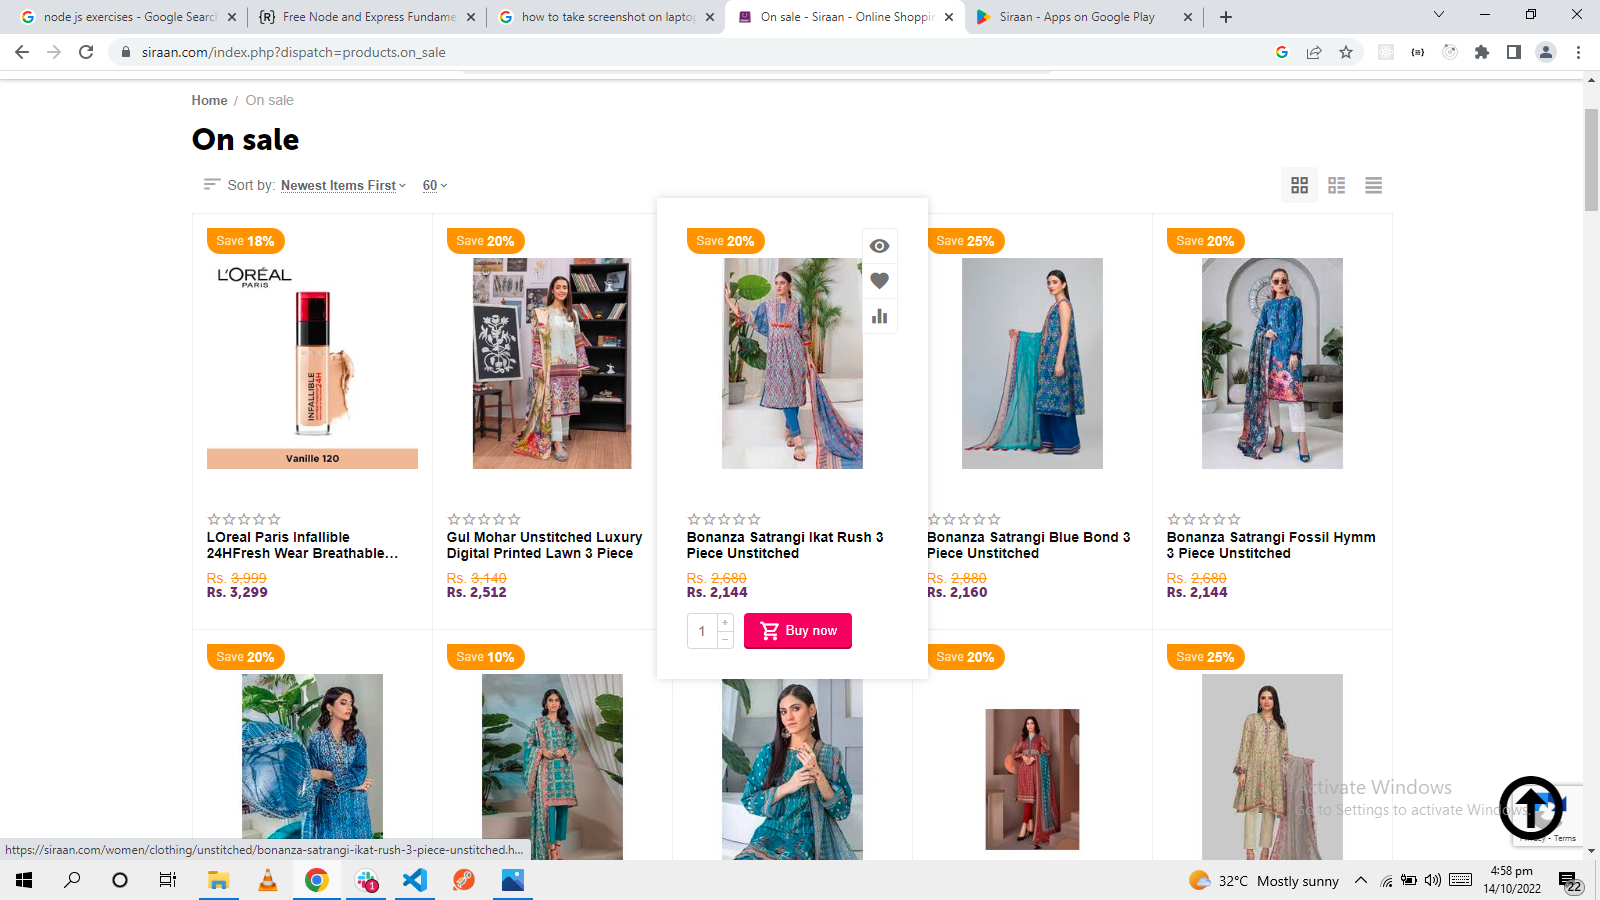 node js exercises - Google Search
Free Node and Express Fundame
how to take screenshot on laptop
On sale - Siraan - Online Shoppin
Siraan - Apps on Google Play
siraan.com/index.php?dispatch=products.on_sale
Home / On sale
On sale
Sort by: Newest Items First 60
Save 18%
Save 20%
Save 20%
Save 25%
Save 20%
L'ORÉAL
PARIS
INFALLIBLE
24H
Vanille 120
LOreal Paris Infallible
24HFresh Wear Breathable...
Rs. 3,999
Rs. 3,299
Gul Mohar Unstitched Luxury
Digital Printed Lawn 3 Piece
Rs. 3,140
Rs. 2,512
Bonanza Satrangi Ikat Rush 3
Piece Unstitched
Rs. 2,680
Rs. 2,144
1 + −
Buy now
Bonanza Satrangi Blue Bond 3
Piece Unstitched
Rs. 2,880
Rs. 2,160
Bonanza Satrangi Fossil Hymm
3 Piece Unstitched
Rs. 2,680
Rs. 2,144
Save 20%
Save 10%
Save 20%
Save 25%
Activate Windows
Go to Settings to activate Windows.
Privacy - Terms
https://siraan.com/women/clothing/unstitched/bonanza-satrangi-ikat-rush-3-piece-unstitched.h...
1
32°C Mostly sunny
4:58 pm
14/10/2022
22